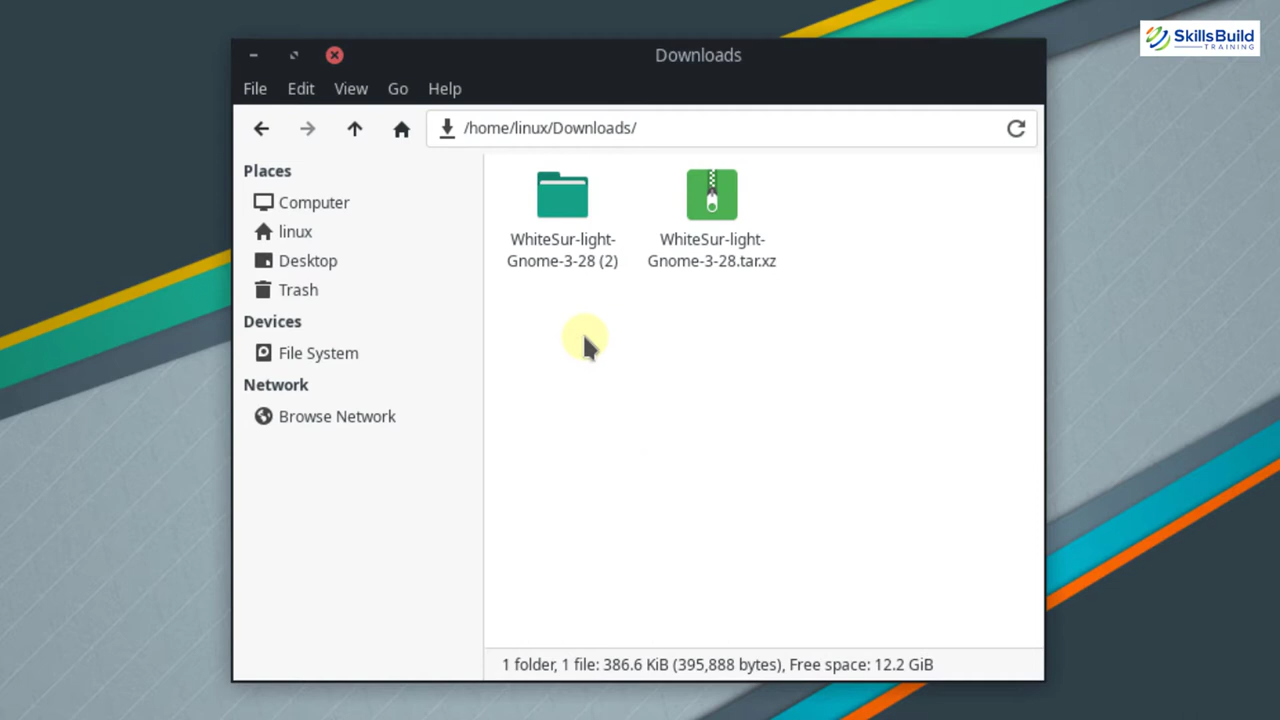 SkillsBuild
TRAINING
Downloads
File Edit View Go Help
/home/linux/Downloads/
Places
Computer
linux
Desktop
Trash
Devices
File System
Network
Browse Network
WhiteSur-light-
Gnome-3-28 (2)
WhiteSur-light-
Gnome-3-28.tar.xz
1 folder, 1 file: 386.6 KiB (395,888 bytes), Free space: 12.2 GiB